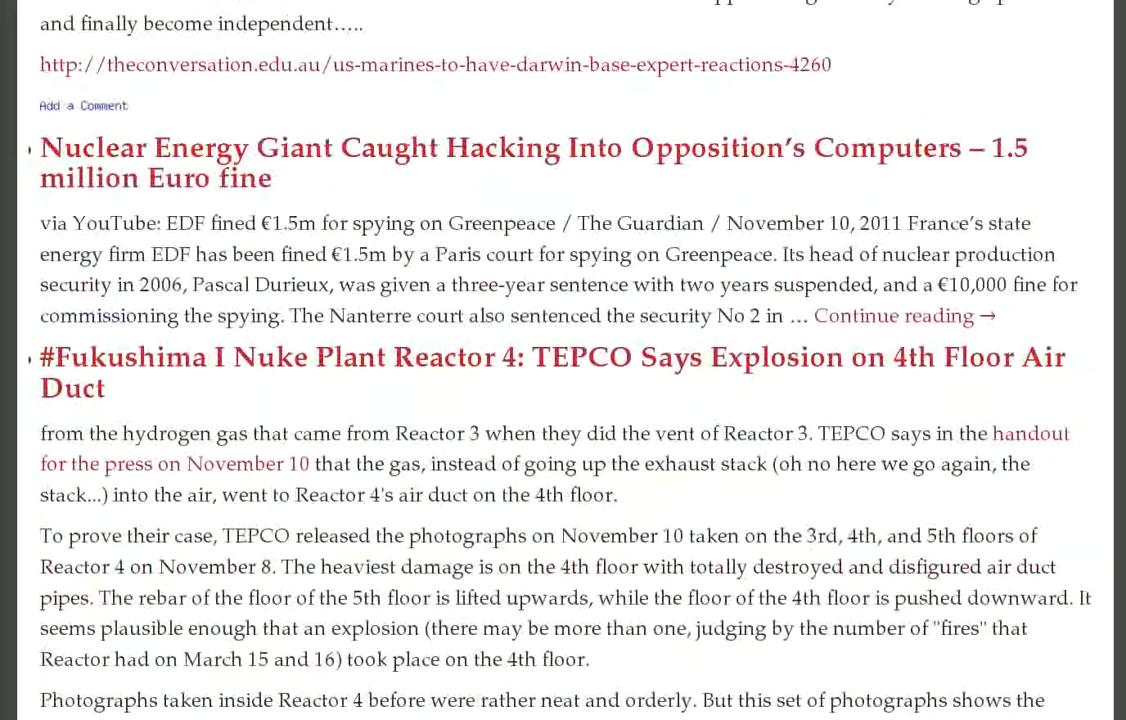 and finally become independent…..
http://theconversation.edu.au/us-marines-to-have-darwin-base-expert-reactions-4260
Add a Comment
Nuclear Energy Giant Caught Hacking Into Opposition's Computers – 1.5
million Euro fine
via YouTube: EDF fined €1.5m for spying on Greenpeace / The Guardian / November 10, 2011 France's state
energy firm EDF has been fined €1.5m by a Paris court for spying on Greenpeace. Its head of nuclear production
security in 2006, Pascal Durieux, was given a three-year sentence with two years suspended, and a €10,000 fine for
commissioning the spying. The Nanterre court also sentenced the security No 2 in … Continue reading →
#Fukushima I Nuke Plant Reactor 4: TEPCO Says Explosion on 4th Floor Air
Duct
from the hydrogen gas that came from Reactor 3 when they did the vent of Reactor 3. TEPCO says in the handout
for the press on November 10 that the gas, instead of going up the exhaust stack (oh no here we go again, the
stack...) into the air, went to Reactor 4's air duct on the 4th floor.
To prove their case, TEPCO released the photographs on November 10 taken on the 3rd, 4th, and 5th floors of
Reactor 4 on November 8. The heaviest damage is on the 4th floor with totally destroyed and disfigured air duct
pipes. The rebar of the floor of the 5th floor is lifted upwards, while the floor of the 4th floor is pushed downward. It
seems plausible enough that an explosion (there may be more than one, judging by the number of "fires" that
Reactor had on March 15 and 16) took place on the 4th floor.
Photographs taken inside Reactor 4 before were rather neat and orderly. But this set of photographs shows the